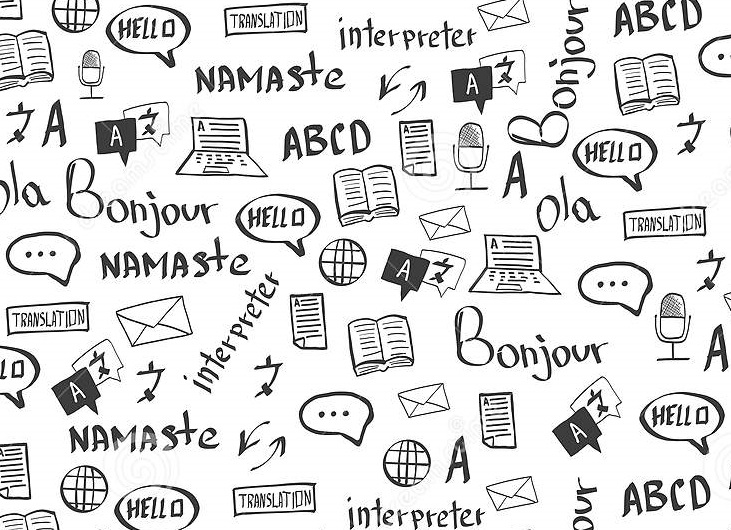 HELLO
TRANSLATION
interpreter
ABCD
NAMASte
A
Bonjour
A
A
A
ABCD
A
HELLO
A
ola
Bonjour
HELLO
ola
TRANSLATION
NAMASte
A
A
TRANSLATION
interpreter
Bonjour
A
A
HELLO
NAMASte
A
A
HELLO
TRANSLATION
interpreter
ABCD